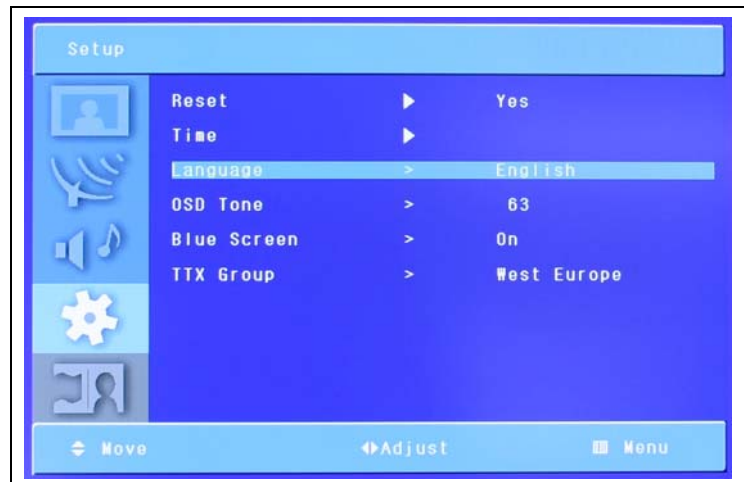 Setup
Reset ▶ Yes
Time ▶
Language > English
OSD Tone > 63
Blue Screen > On
TTX Group > West Europe
Move Adjust Menu